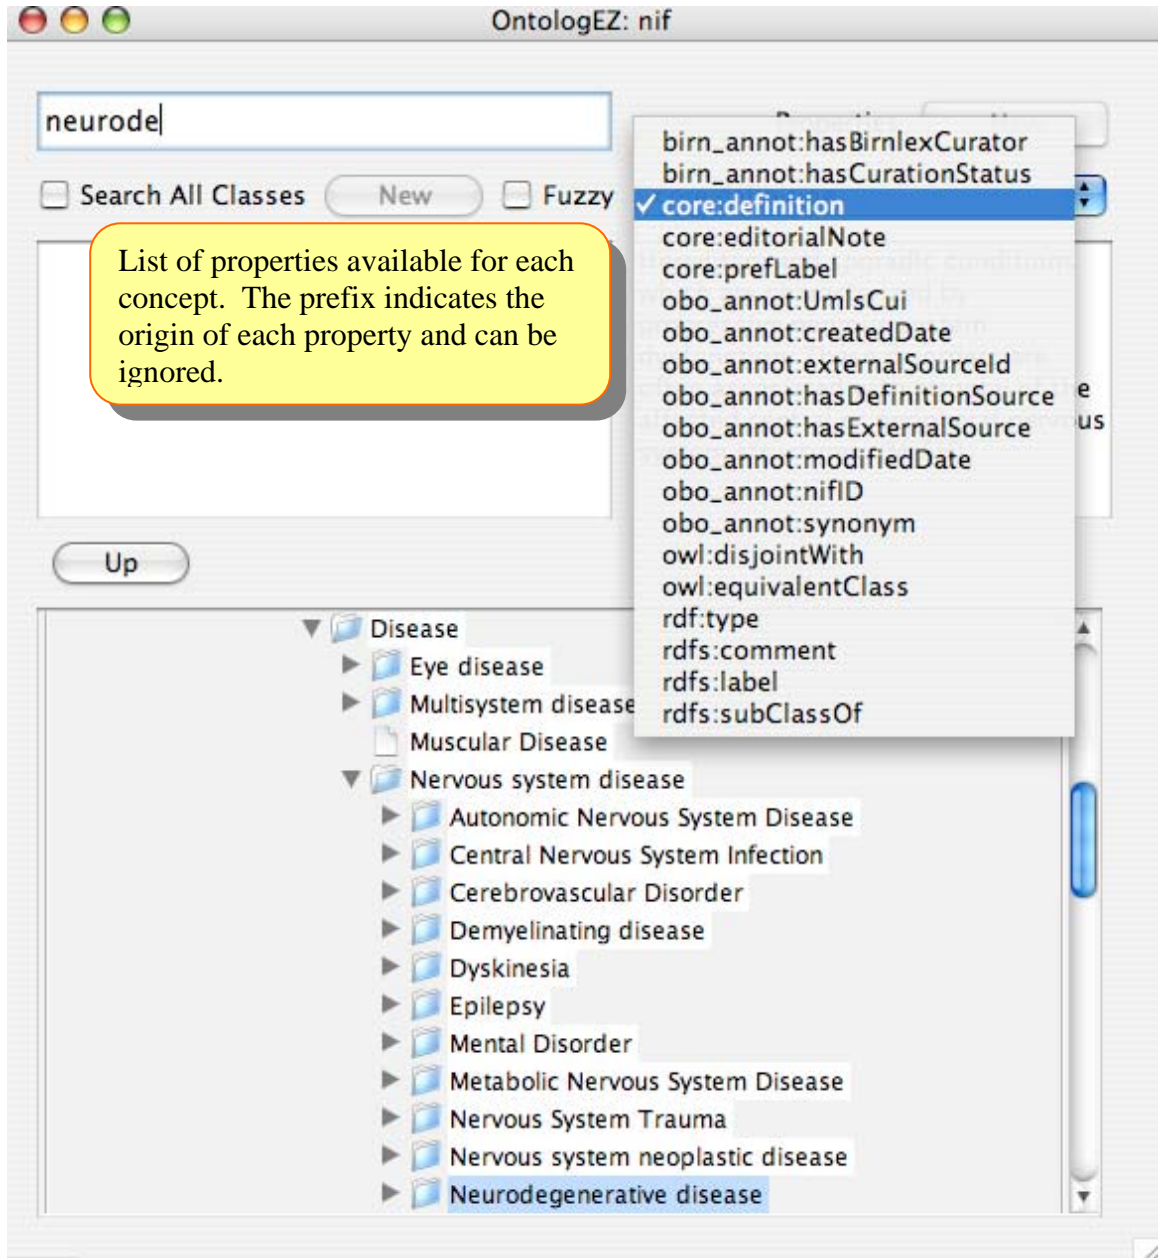 OntologEZ: nif
neurode
Search All Classes
New
Fuzzy
birn_annot:hasBirnlexCurator
birn_annot:hasCurationStatus
✓ core:definition
core:editorialNote
core:prefLabel
obo_annot:UmlsCui
obo_annot:createdDate
obo_annot:externalSourceId
obo_annot:hasDefinitionSource
obo_annot:hasExternalSource
obo_annot:modifiedDate
obo_annot:nifID
obo_annot:synonym
owl:disjointWith
owl:equivalentClass
rdf:type
rdfs:comment
rdfs:label
rdfs:subClassOf
List of properties available for each
concept. The prefix indicates the
origin of each property and can be
ignored.
Up
Disease
Eye disease
Multisystem disease
Muscular Disease
Nervous system disease
Autonomic Nervous System Disease
Central Nervous System Infection
Cerebrovascular Disorder
Demyelinating disease
Dyskinesia
Epilepsy
Mental Disorder
Metabolic Nervous System Disease
Nervous System Trauma
Nervous system neoplastic disease
Neurodegenerative disease